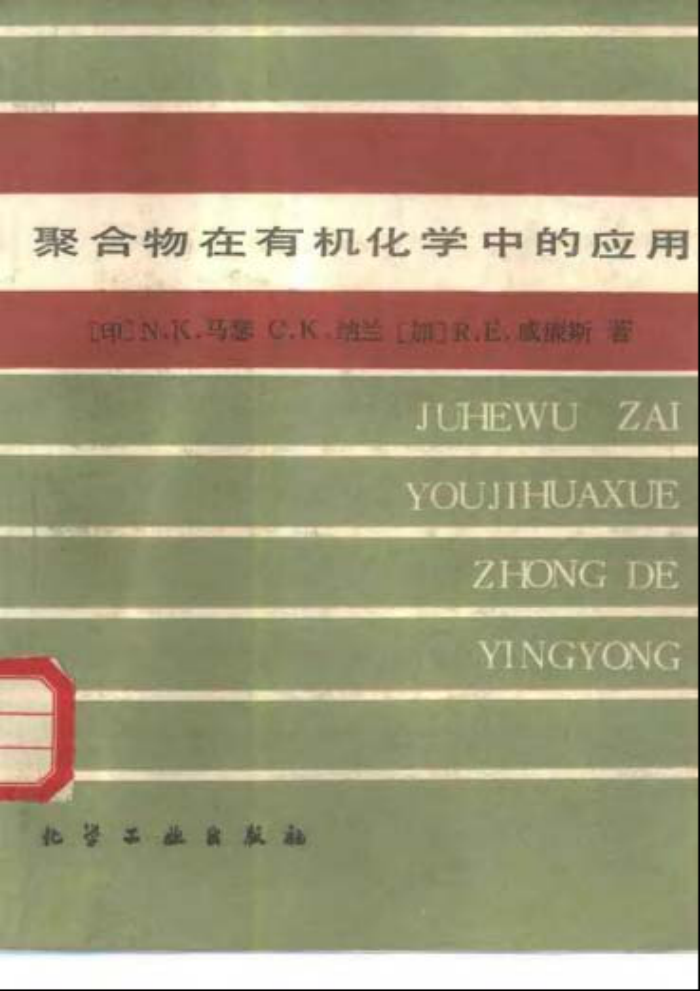 聚合物在有机化学中的应用
[印]N.K.马瑟 C.K.纳兰 [加]R.E.威廉斯 著
JUHEWU ZAI
YOUJIHUAXUE
ZHONG DE
YINGYONG
化学工业出版社